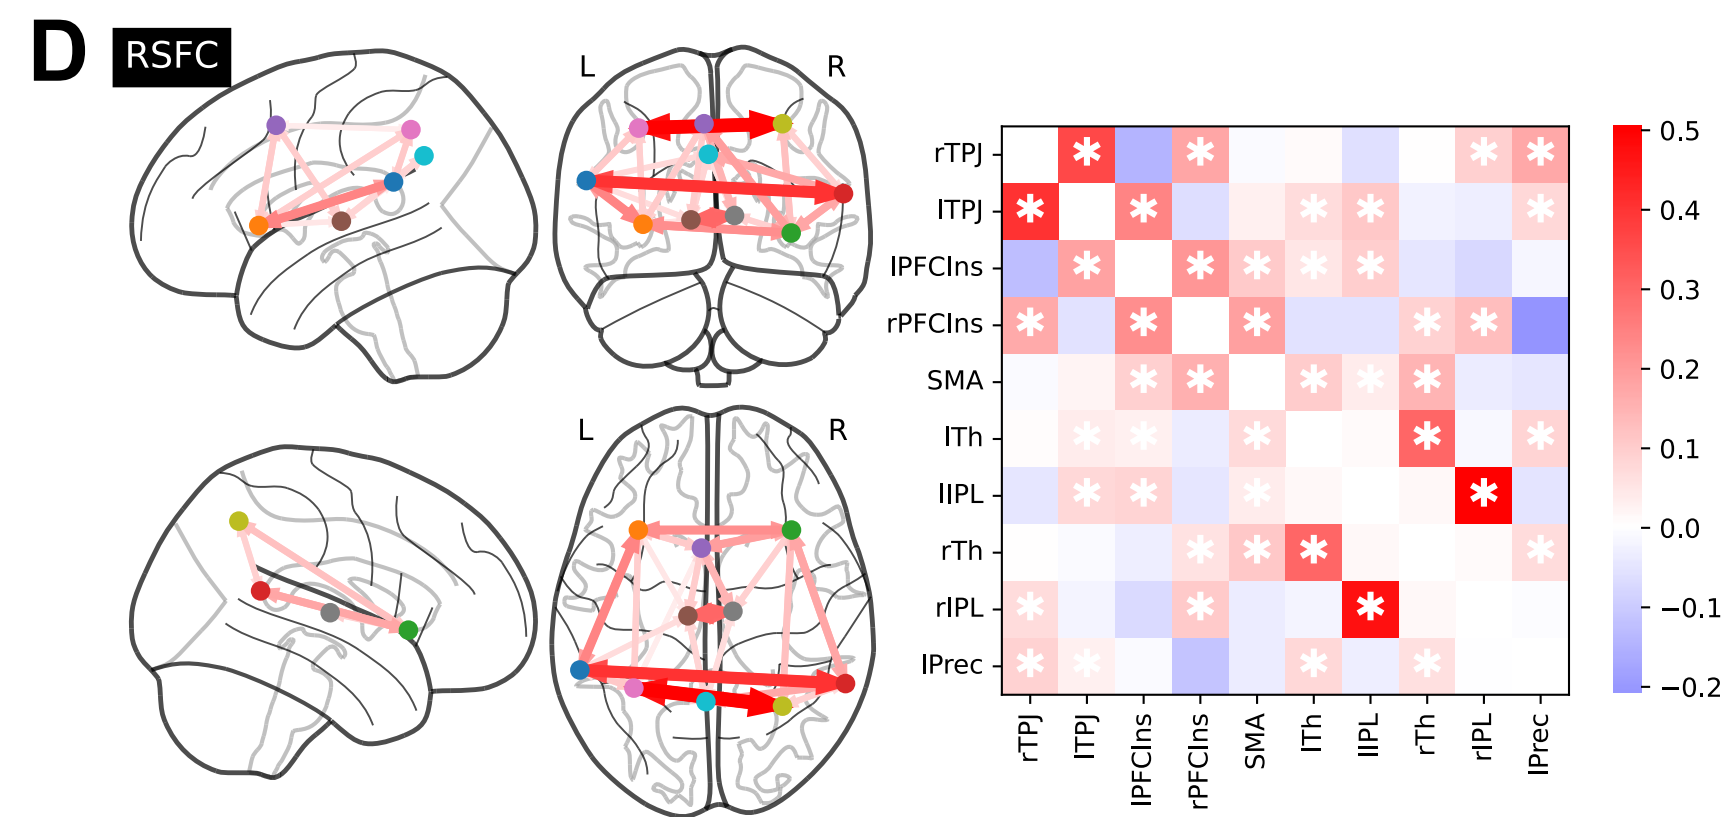 D RSFC
L R
L R
rTPJ
lTPJ
lPFCIns
rPFCIns
SMA
lTh
lIPL
rTh
rIPL
lPrec
* * * *
* * * * *
* * * * *
* * * * *
* * * * *
* * * * *
* * * *
* * * *
* * *
* * * *
rTPJ lTPJ lPFCIns rPFCIns SMA lTh lIPL rTh rIPL lPrec
0.5
0.4
0.3
0.2
0.1
0.0
−0.1
−0.2